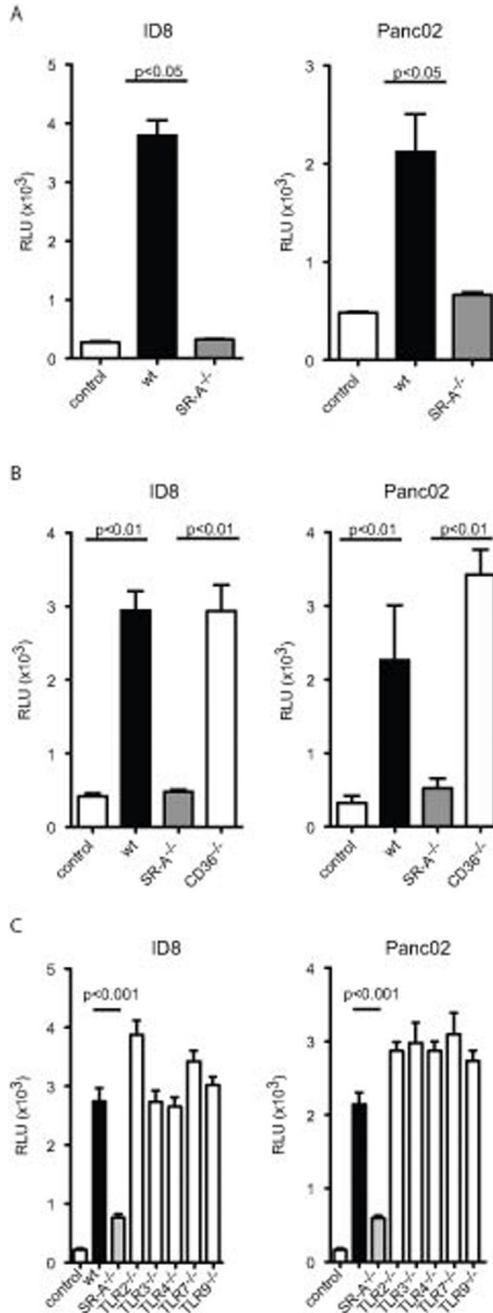 A
ID8
p<0.05
RLU (x10³)
5
4
3
2
1
0
control
wt
SR-A⁻/⁻
Panc02
p<0.05
RLU (x10³)
3
2
1
0
control
wt
SR-A⁻/⁻
B
ID8
p<0.01
p<0.01
RLU (x10³)
4
3
2
1
0
control
wt
SR-A⁻/⁻
CD36⁻/⁻
Panc02
p<0.01
p<0.01
RLU (x10³)
4
3
2
1
0
control
wt
SR-A⁻/⁻
CD36⁻/⁻
C
ID8
p<0.001
RLU (x10³)
5
4
3
2
1
0
control
wt
SR-A⁻/⁻
TLR2⁻/⁻
TLR3⁻/⁻
TLR4⁻/⁻
TLR7⁻/⁻
TLR9⁻/⁻
Panc02
p<0.001
RLU (x10³)
4
3
2
1
0
control
wt
SR-A⁻/⁻
TLR2⁻/⁻
TLR3⁻/⁻
TLR4⁻/⁻
TLR7⁻/⁻
TLR9⁻/⁻